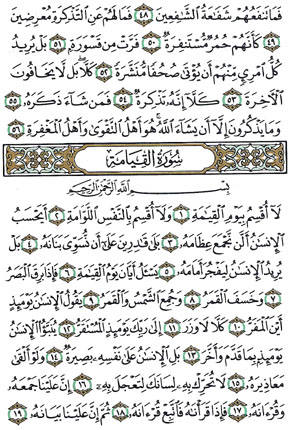 فَمَا تَنفَعُهُمْ شَفَٰعَةُ ٱلشَّٰفِعِينَ ٤٨ فَمَا لَهُمْ عَنِ ٱلتَّذْكِرَةِ مُعْرِضِينَ
٤٩ كَأَنَّهُمْ حُمُرٌ مُّسْتَنفِرَةٌ ٥٠ فَرَّتْ مِن قَسْوَرَةٍ ٥١ بَلْ يُرِيدُ
كُلُّ ٱمْرِئٍ مِّنْهُمْ أَن يُؤْتَىٰ صُحُفًا مُّنَشَّرَةً ٥٢ كَلَّا بَل لَّا يَخَافُونَ
ٱلْأَخِرَةَ ٥٣ كَلَّا إِنَّهُ تَذْكِرَةٌ ٥٤ فَمَن شَآءَ ذَكَرَهُ ٥٥
وَمَا يَذْكُرُونَ إِلَّا أَن يَشَآءَ ٱللَّهُ هُوَ أَهْلُ ٱلتَّقْوَىٰ وَأَهْلُ ٱلْمَغْفِرَةِ ٥٦
سُورَةُ ٱلْقِيَامَةِ
بِسْمِ ٱللَّهِ ٱلرَّحْمَٰنِ ٱلرَّحِيمِ
لَآ أُقْسِمُ بِيَوْمِ ٱلْقِيَٰمَةِ ١ وَلَآ أُقْسِمُ بِٱلنَّفْسِ ٱللَّوَّامَةِ ٢ أَيَحْسَبُ
ٱلْإِنسَٰنُ أَلَّن نَّجْمَعَ عِظَامَهُ ٣ بَلَىٰ قَٰدِرِينَ عَلَىٰٓ أَن نُّسَوِّىَ بَنَانَهُ ٤ بَلْ
يُرِيدُ ٱلْإِنسَٰنُ لِيَفْجُرَ أَمَامَهُ ٥ يَسْـَٔلُ أَيَّانَ يَوْمُ ٱلْقِيَٰمَةِ ٦ فَإِذَا بَرِقَ ٱلْبَصَرُ
٧ وَخَسَفَ ٱلْقَمَرُ ٨ وَجُمِعَ ٱلشَّمْسُ وَٱلْقَمَرُ ٩ يَقُولُ ٱلْإِنسَٰنُ يَوْمَئِذٍ
أَيْنَ ٱلْمَفَرُّ ١٠ كَلَّا لَا وَزَرَ ١١ إِلَىٰ رَبِّكَ يَوْمَئِذٍ ٱلْمُسْتَقَرُّ ١٢ يُنَبَّؤُا۟ ٱلْإِنسَٰنُ
يَوْمَئِذٍ بِمَا قَدَّمَ وَأَخَّرَ ١٣ بَلِ ٱلْإِنسَٰنُ عَلَىٰ نَفْسِهِ بَصِيرَةٌ ١٤ وَلَوْ أَلْقَىٰ
مَعَاذِيرَهُ ١٥ لَا تُحَرِّكْ بِهِ لِسَانَكَ لِتَعْجَلَ بِهِ ١٦ إِنَّ عَلَيْنَا جَمْعَهُ
وَقُرْءَانَهُ ١٧ فَإِذَا قَرَأْنَٰهُ فَٱتَّبِعْ قُرْءَانَهُ ١٨ ثُمَّ إِنَّ عَلَيْنَا بَيَانَهُ ١٩